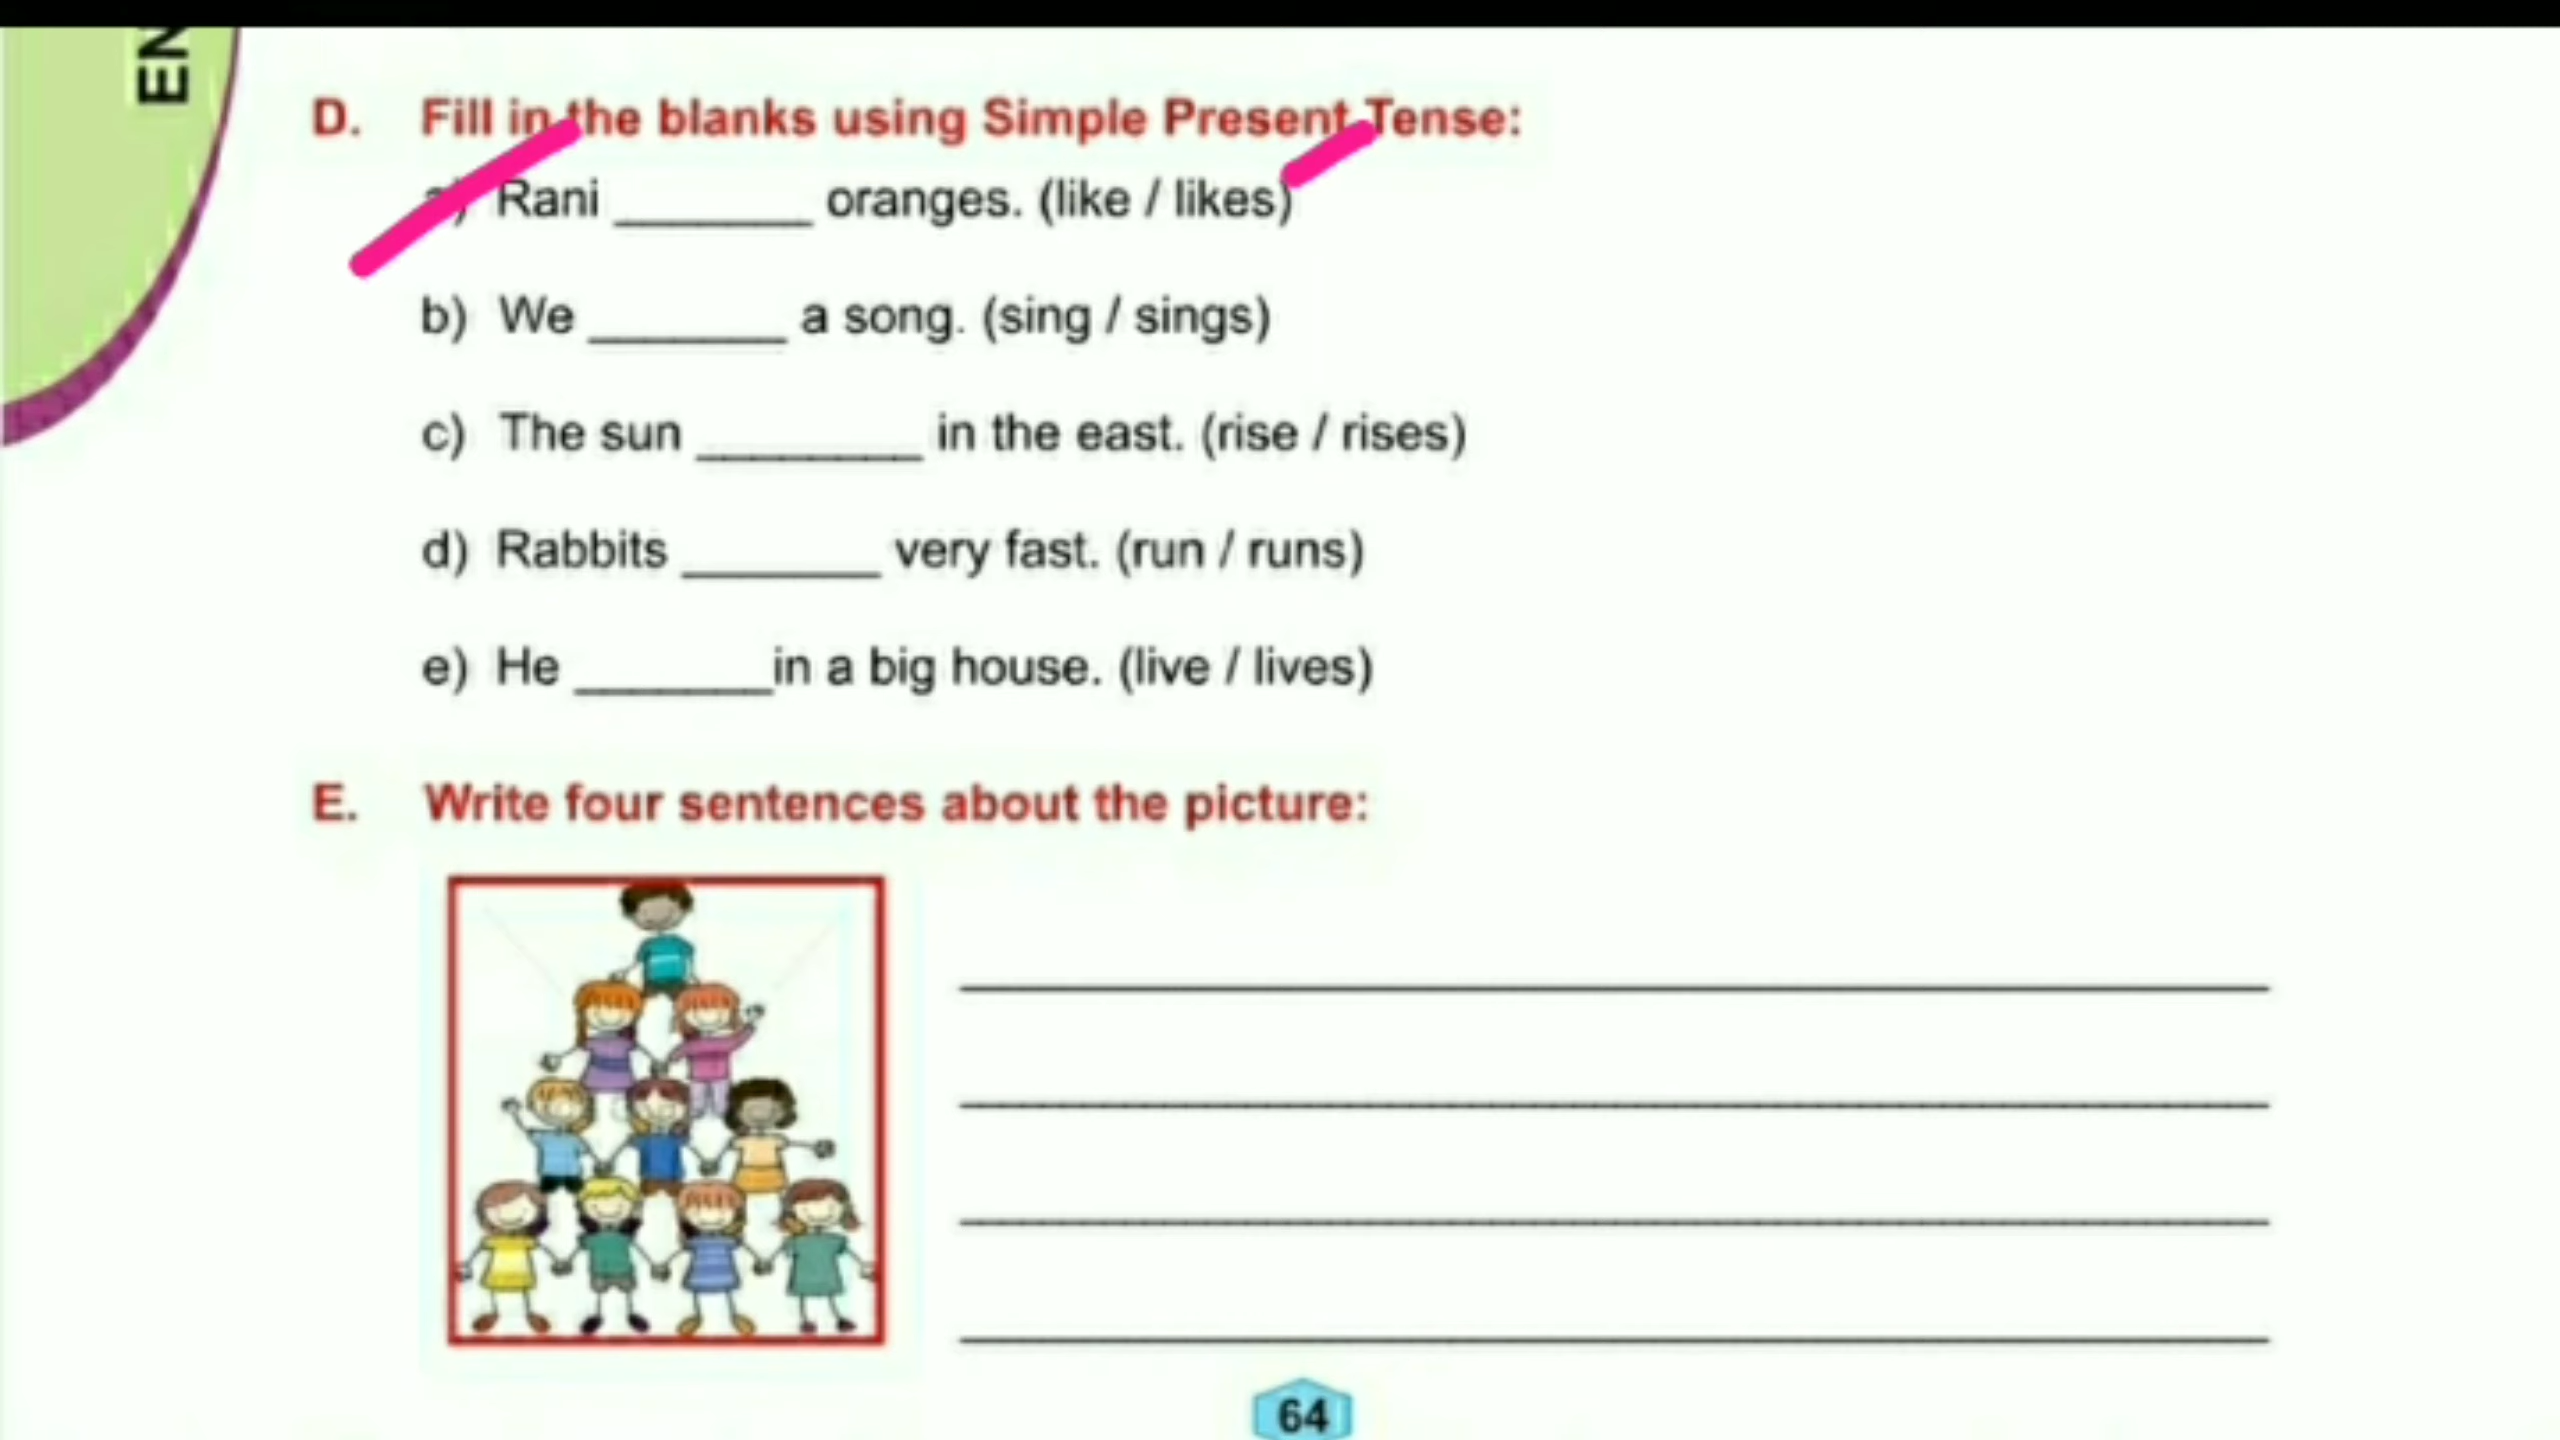 EN
D. Fill in the blanks using Simple Present Tense:
a) Rani _______ oranges. (like / likes)
b) We _______ a song. (sing / sings)
c) The sun ________ in the east. (rise / rises)
d) Rabbits _______ very fast. (run / runs)
e) He _______in a big house. (live / lives)
E. Write four sentences about the picture:
64